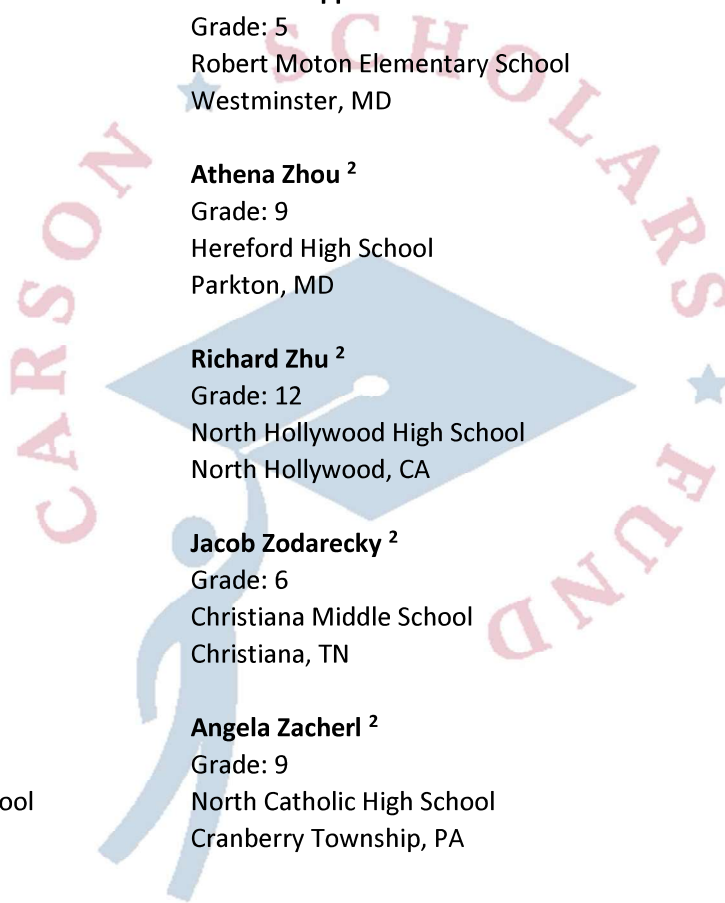 Grade: 5
Robert Moton Elementary School
Westminster, MD
Athena Zhou ²
Grade: 9
Hereford High School
Parkton, MD
Richard Zhu ²
Grade: 12
North Hollywood High School
North Hollywood, CA
Jacob Zodarecky ²
Grade: 6
Christiana Middle School
Christiana, TN
Angela Zacherl ²
Grade: 9
North Catholic High School
Cranberry Township, PA
ool
CARSON SCHOLARS FUND